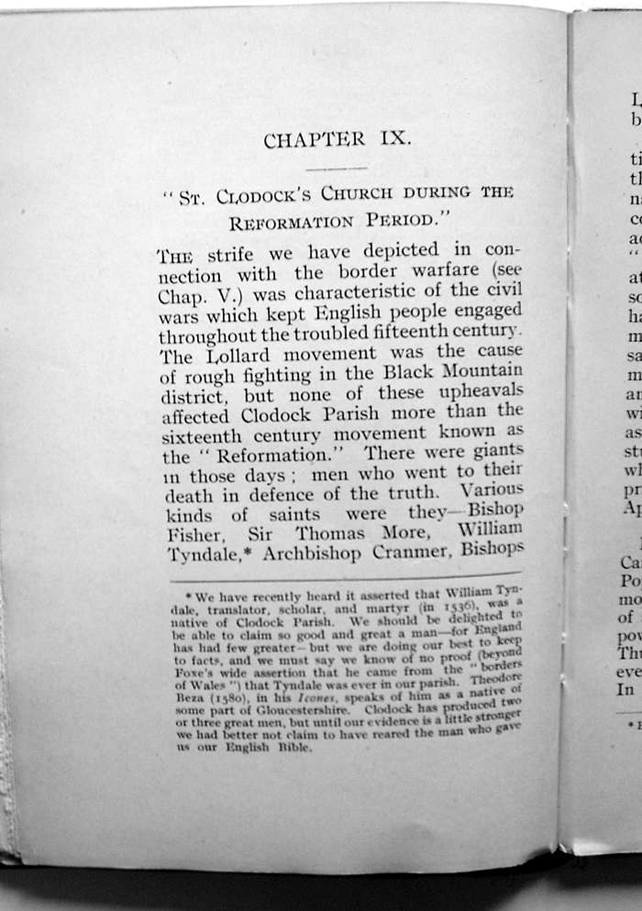 CHAPTER IX.
" ST. CLODOCK'S CHURCH DURING THE
REFORMATION PERIOD."
THE strife we have depicted in con-
nection with the border warfare (see
Chap. V.) was characteristic of the civil
wars which kept English people engaged
throughout the troubled fifteenth century.
The Lollard movement was the cause
of rough fighting in the Black Mountain
district, but none of these upheavals
affected Clodock Parish more than the
sixteenth century movement known as
the " Reformation." There were giants
in those days ; men who went to their
death in defence of the truth. Various
kinds of saints were they—Bishop
Fisher, Sir Thomas More, William
Tyndale,* Archbishop Cranmer, Bishops
* We have recently heard it asserted that William Tyn-
dale, translator, scholar, and martyr (in 1536), was a
native of Clodock Parish. We should be delighted to
be able to claim so good and great a man—for England
has had few greater—but we are doing our best to keep
to facts, and we must say we know of no proof (beyond
Foxe's wide assertion that he came from the " borders
of Wales ") that Tyndale was ever in our parish. Theodore
Beza (1580), in his Icones, speaks of him as a native of
some part of Gloucestershire. Clodock has produced two
or three great men, but until our evidence is a little stronger
we had better not claim to have reared the man who gave
us our English Bible.